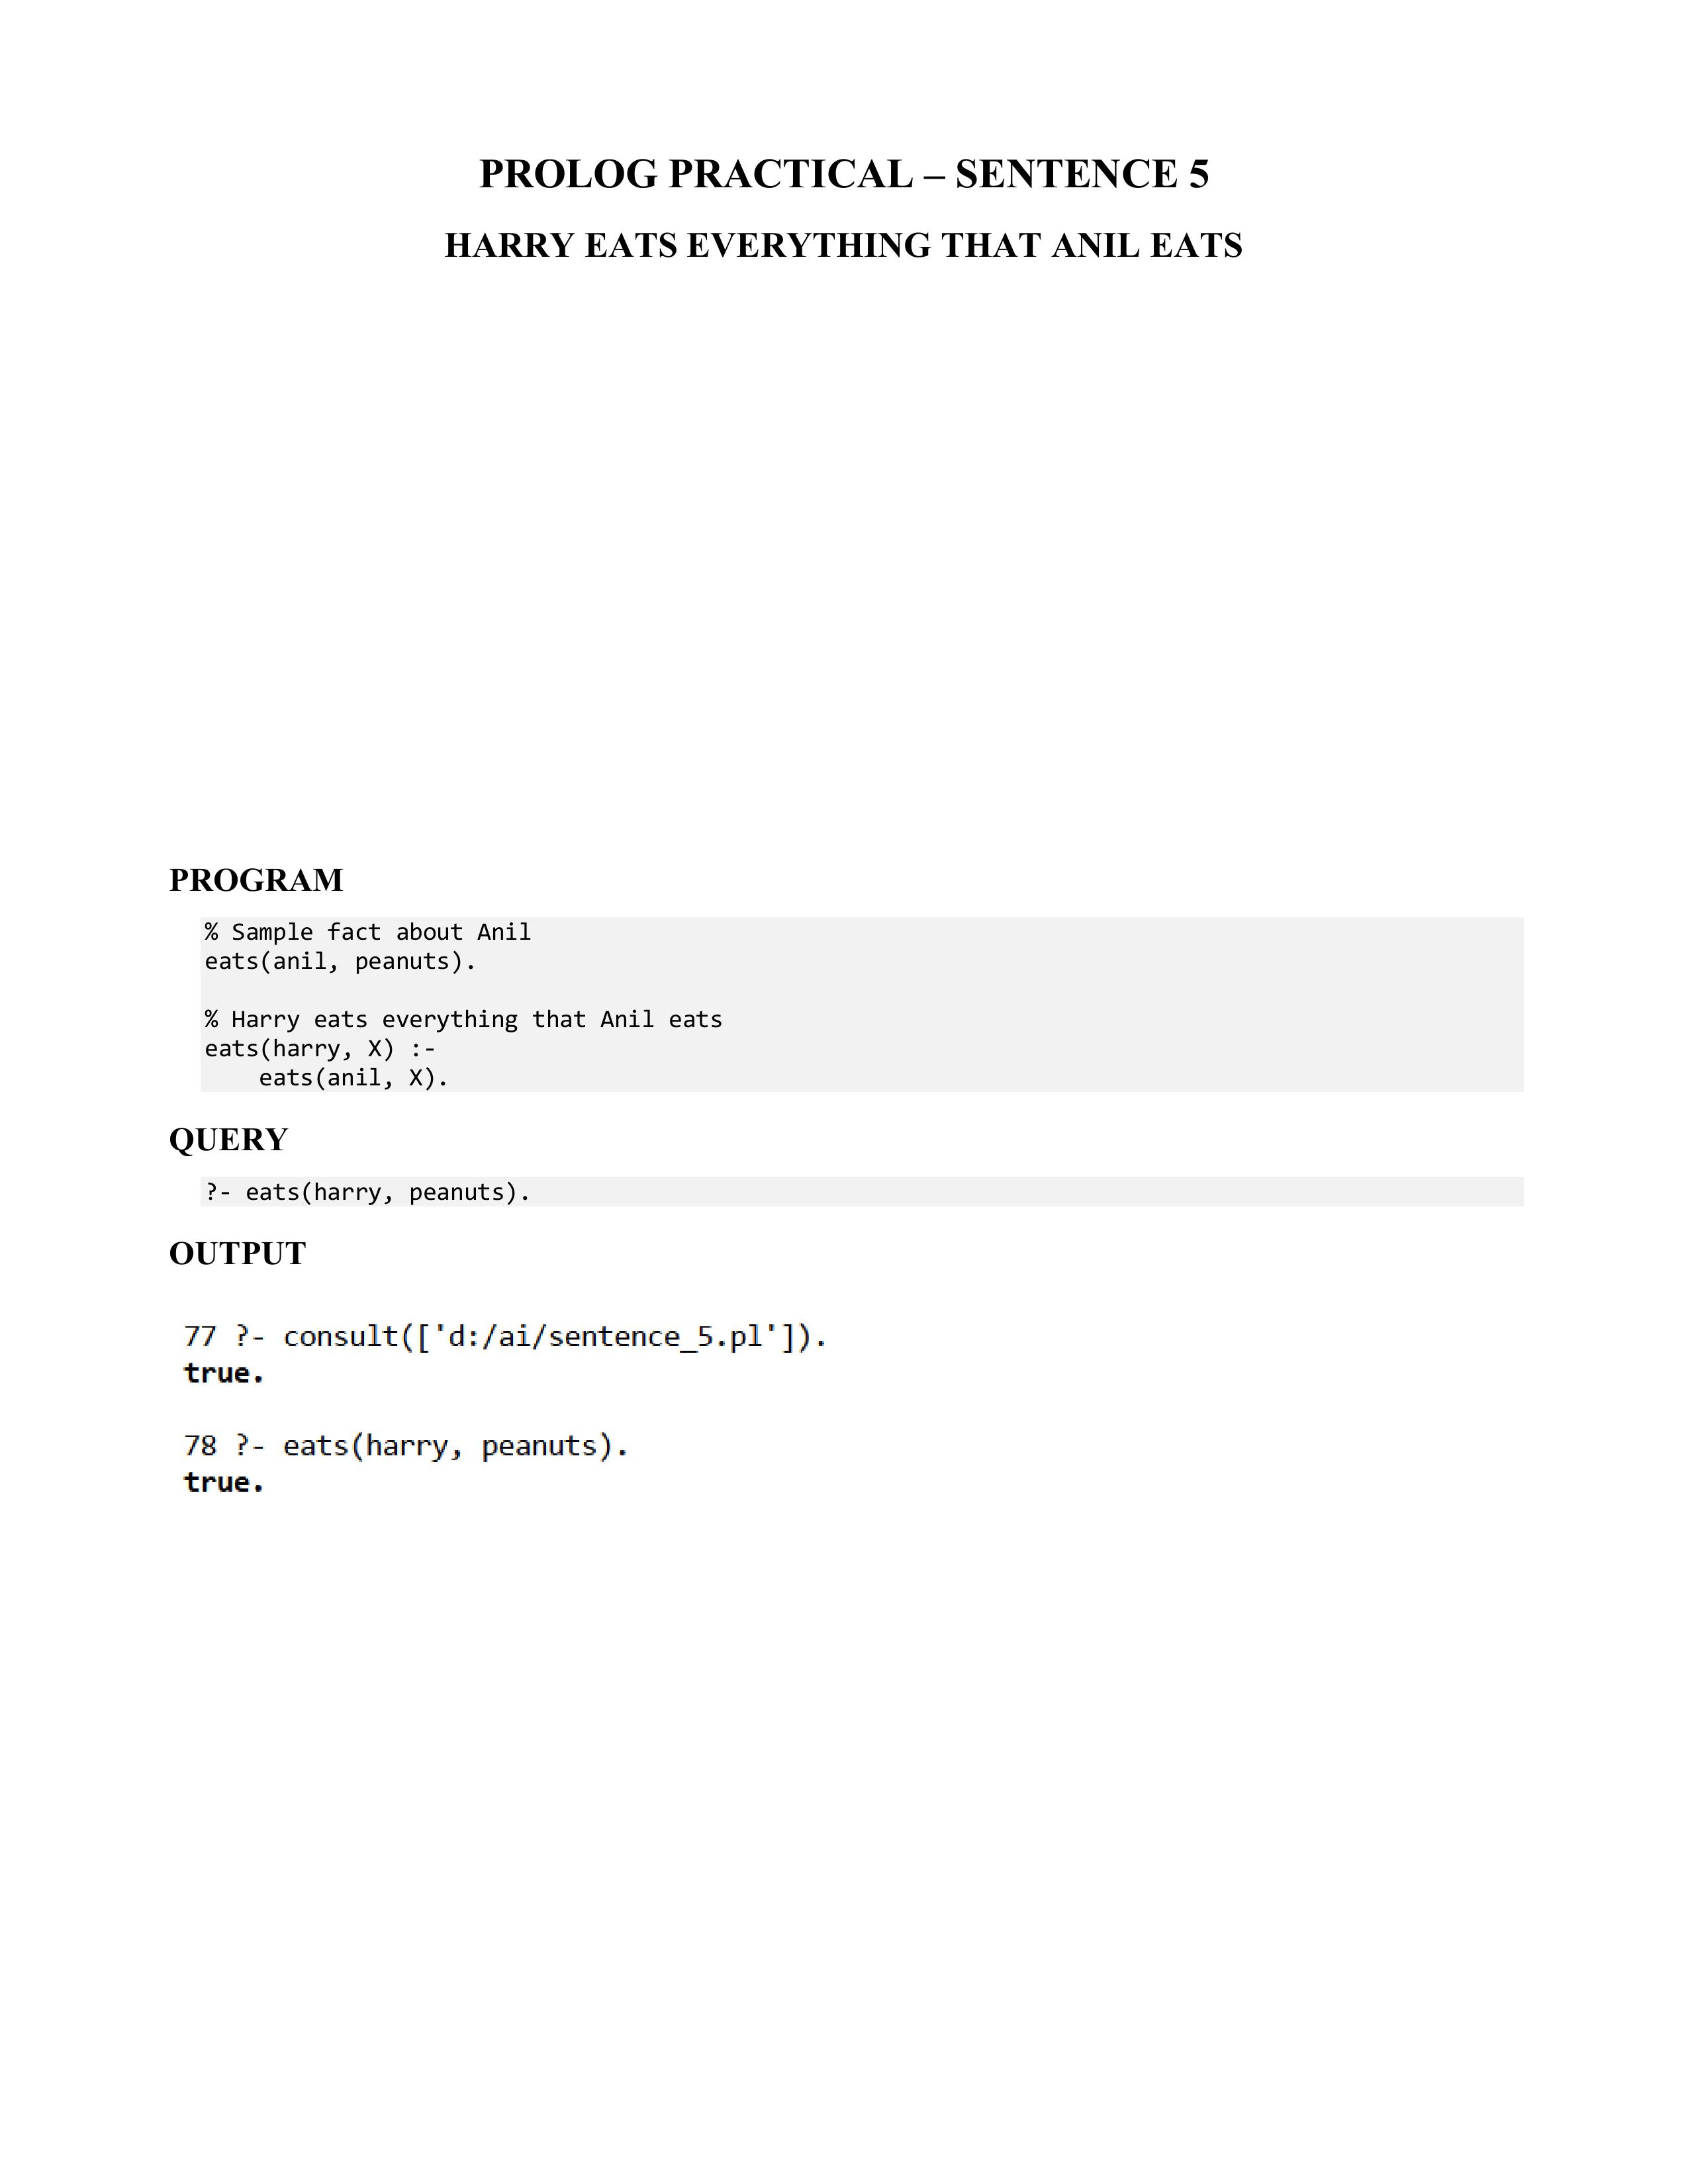 PROLOG PRACTICAL – SENTENCE 5
HARRY EATS EVERYTHING THAT ANIL EATS
PROGRAM
% Sample fact about Anil
eats(anil, peanuts).
% Harry eats everything that Anil eats
eats(harry, X) :-
    eats(anil, X).
QUERY
?- eats(harry, peanuts).
OUTPUT
77 ?- consult(['d:/ai/sentence_5.pl']).
true.
78 ?- eats(harry, peanuts).
true.